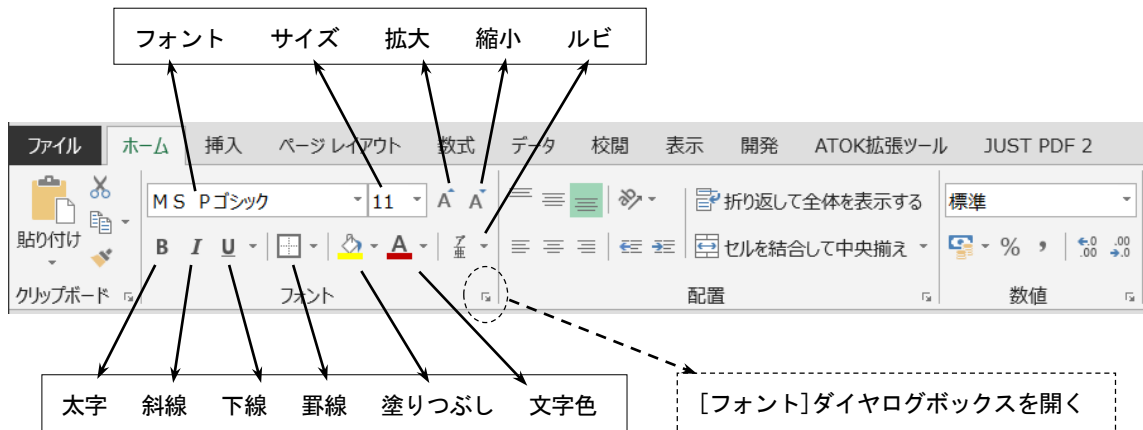 フォント サイズ 拡大 縮小 ルビ
ファイル ホーム 挿入 ページ レイアウト 数式 データ 校閲 表示 開発 ATOK拡張ツール JUST PDF 2
ＭＳ Ｐゴシック 11 A A 折り返して全体を表示する 標準
貼り付け B I U A ア亜 セルを結合して中央揃え % , .0 .00 .00 .0
クリップボード フォント 配置 数値
太字 斜線 下線 罫線 塗りつぶし 文字色 [フォント]ダイヤログボックスを開く